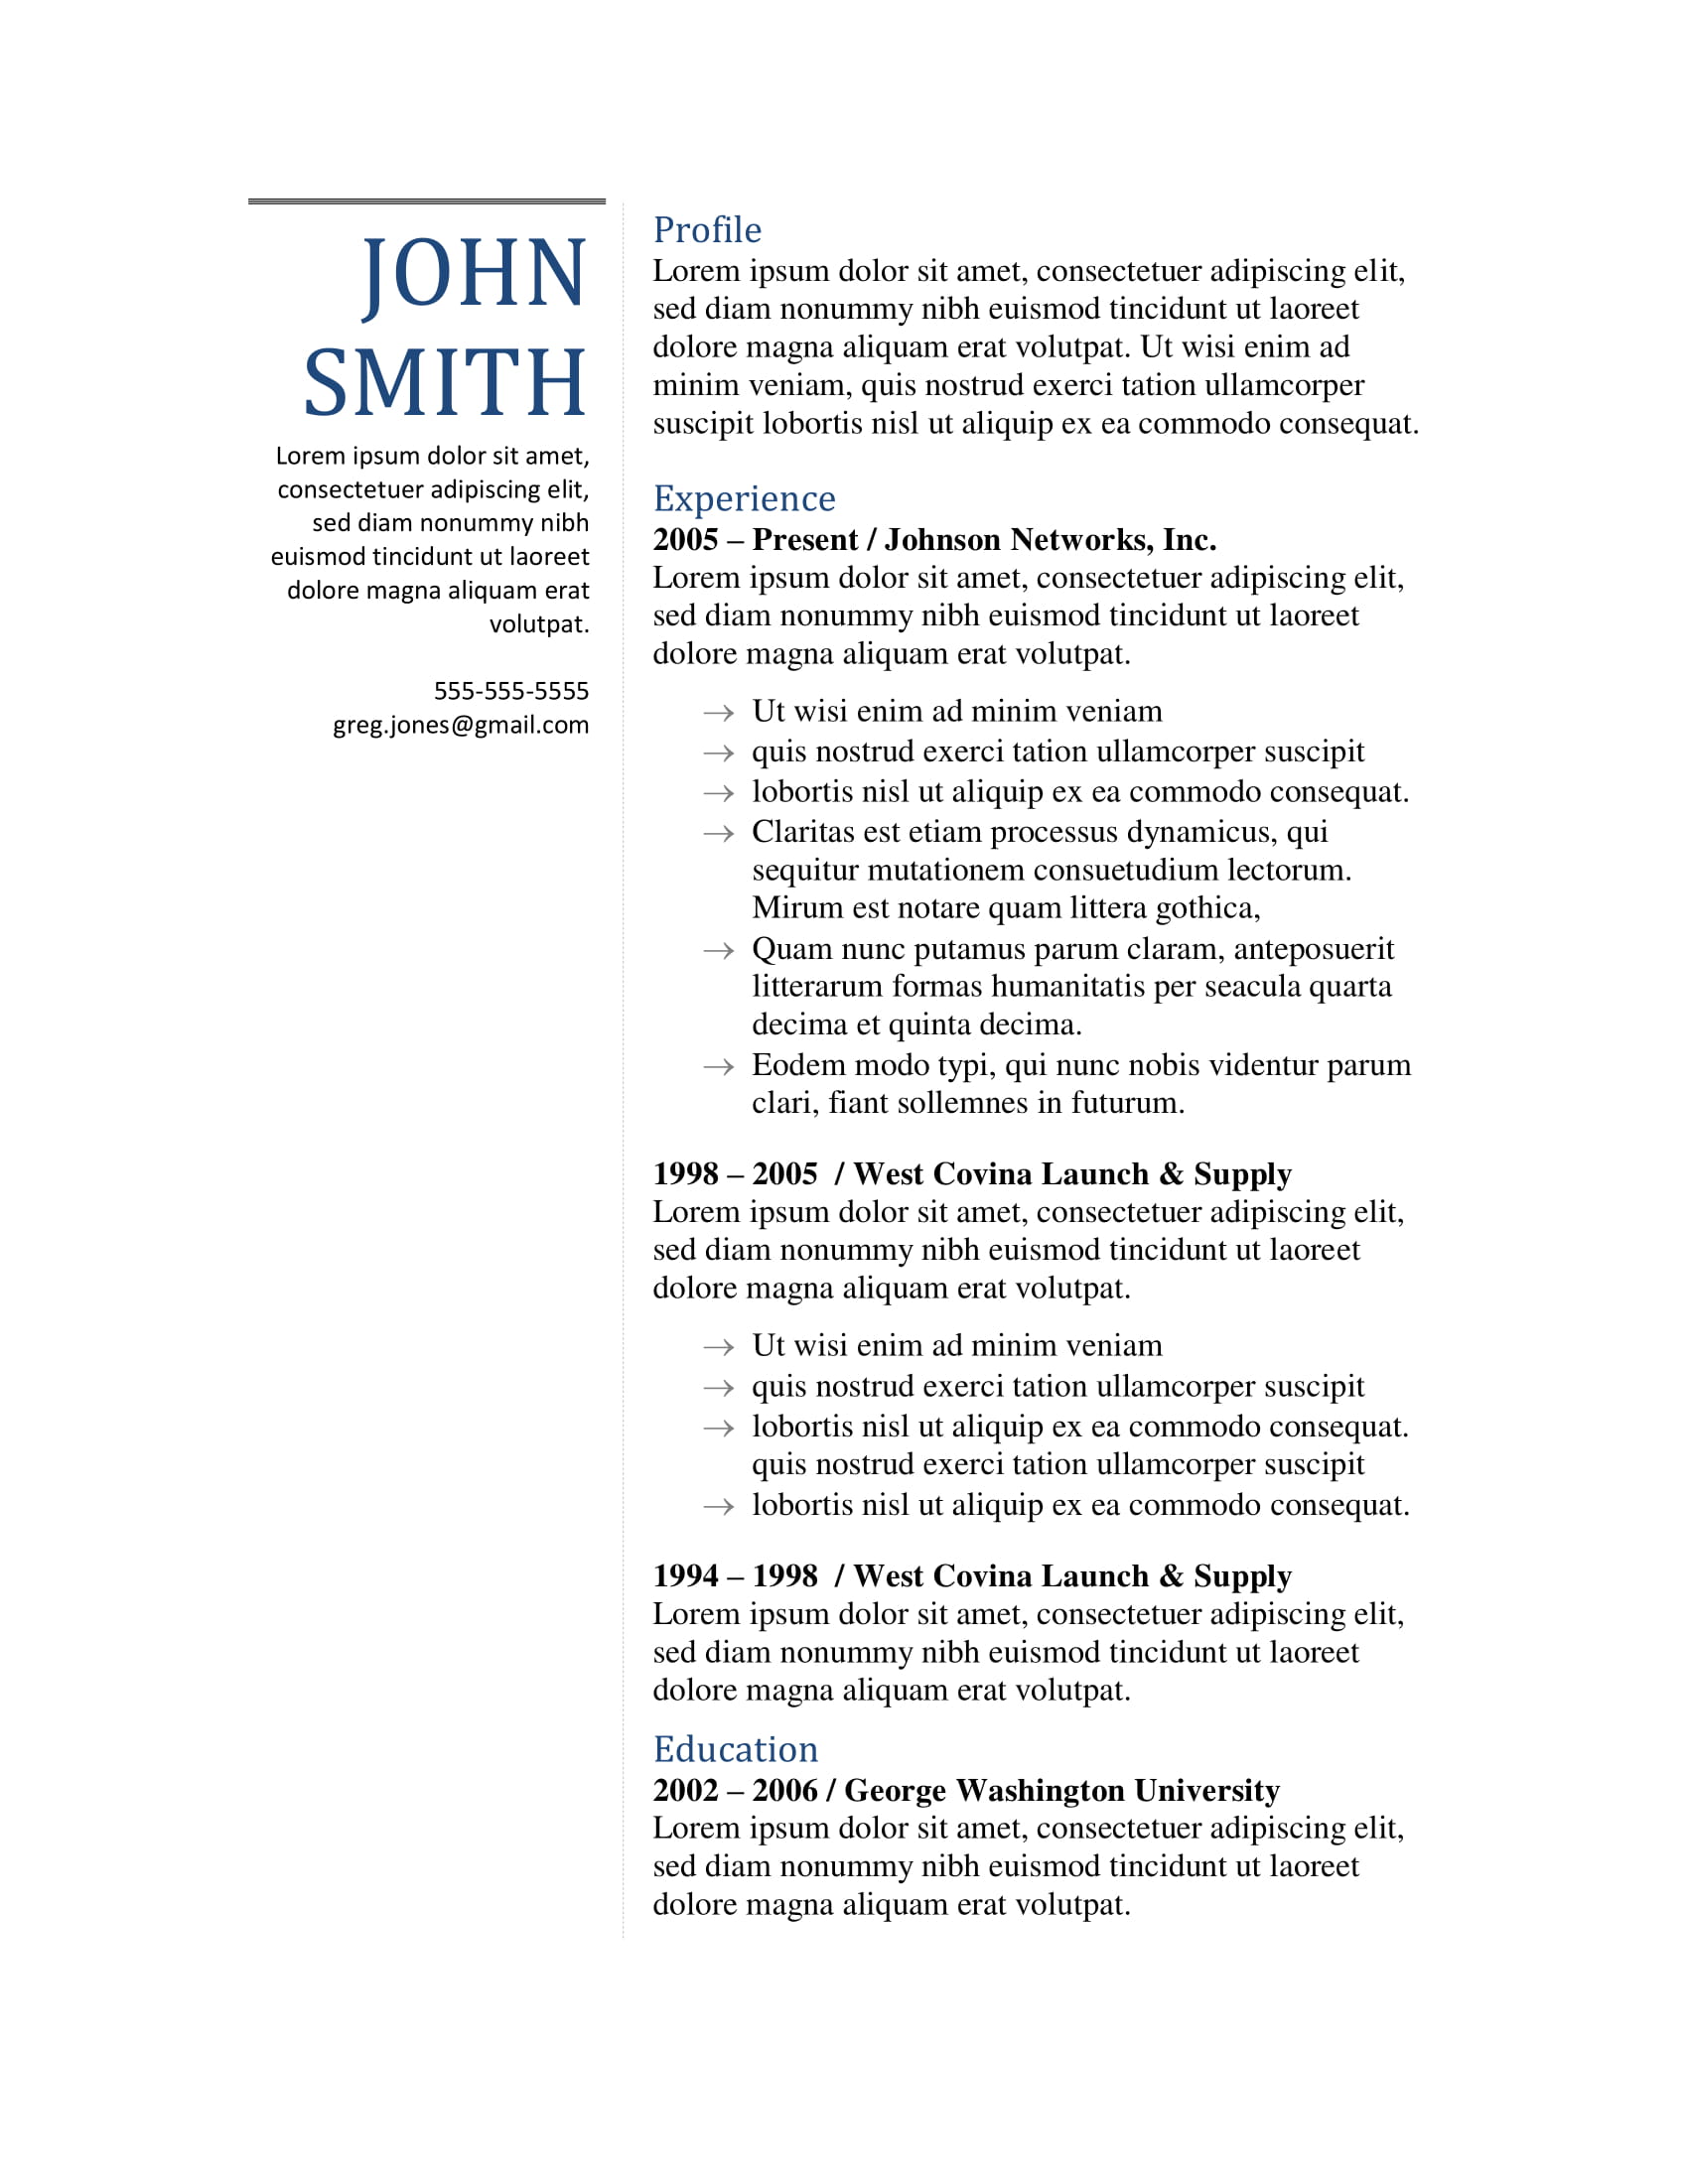 JOHN
SMITH
Lorem ipsum dolor sit amet,
consectetuer adipiscing elit,
sed diam nonummy nibh
euismod tincidunt ut laoreet
dolore magna aliquam erat
volutpat.
555-555-5555
greg.jones@gmail.com
Profile
Lorem ipsum dolor sit amet, consectetuer adipiscing elit,
sed diam nonummy nibh euismod tincidunt ut laoreet
dolore magna aliquam erat volutpat. Ut wisi enim ad
minim veniam, quis nostrud exerci tation ullamcorper
suscipit lobortis nisl ut aliquip ex ea commodo consequat.
Experience
2005 – Present / Johnson Networks, Inc.
Lorem ipsum dolor sit amet, consectetuer adipiscing elit,
sed diam nonummy nibh euismod tincidunt ut laoreet
dolore magna aliquam erat volutpat.
→ Ut wisi enim ad minim veniam
→ quis nostrud exerci tation ullamcorper suscipit
→ lobortis nisl ut aliquip ex ea commodo consequat.
→ Claritas est etiam processus dynamicus, qui
sequitur mutationem consuetudium lectorum.
Mirum est notare quam littera gothica,
→ Quam nunc putamus parum claram, anteposuerit
litterarum formas humanitatis per seacula quarta
decima et quinta decima.
→ Eodem modo typi, qui nunc nobis videntur parum
clari, fiant sollemnes in futurum.
1998 – 2005  / West Covina Launch & Supply
Lorem ipsum dolor sit amet, consectetuer adipiscing elit,
sed diam nonummy nibh euismod tincidunt ut laoreet
dolore magna aliquam erat volutpat.
→ Ut wisi enim ad minim veniam
→ quis nostrud exerci tation ullamcorper suscipit
→ lobortis nisl ut aliquip ex ea commodo consequat.
quis nostrud exerci tation ullamcorper suscipit
→ lobortis nisl ut aliquip ex ea commodo consequat.
1994 – 1998  / West Covina Launch & Supply
Lorem ipsum dolor sit amet, consectetuer adipiscing elit,
sed diam nonummy nibh euismod tincidunt ut laoreet
dolore magna aliquam erat volutpat.
Education
2002 – 2006 / George Washington University
Lorem ipsum dolor sit amet, consectetuer adipiscing elit,
sed diam nonummy nibh euismod tincidunt ut laoreet
dolore magna aliquam erat volutpat.